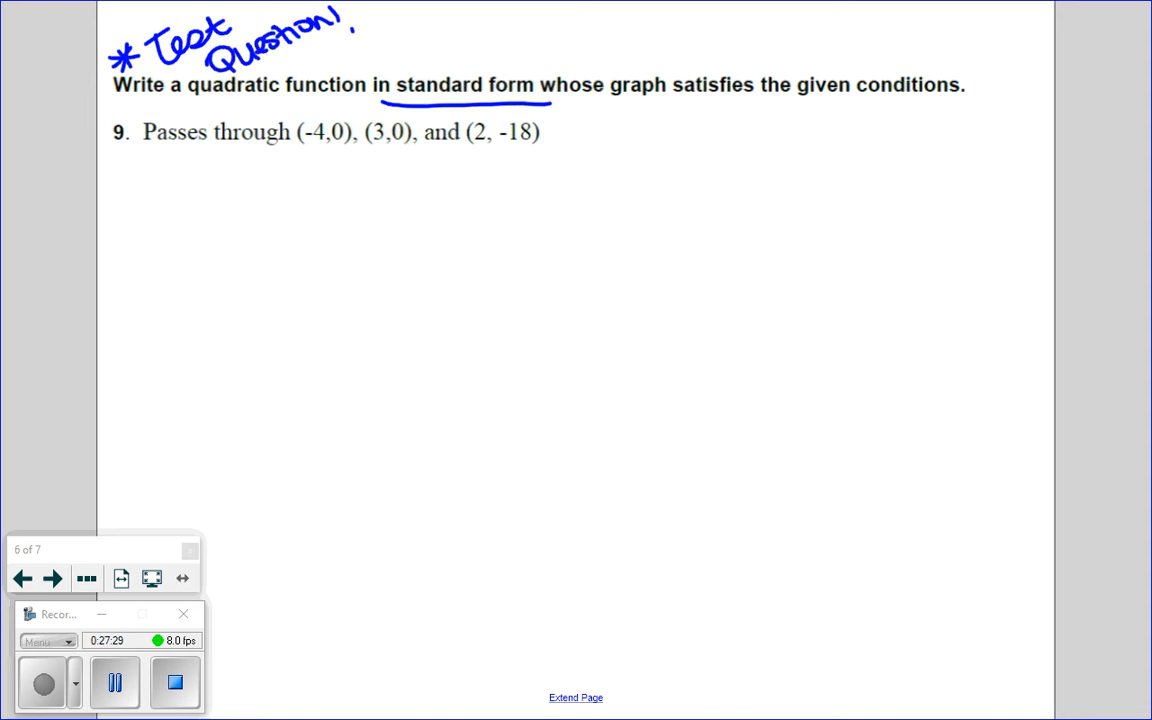 * Test
Question!
Write a quadratic function in standard form whose graph satisfies the given conditions.
9. Passes through (-4,0), (3,0), and (2, -18)
6 of 7
Recor...
Menu
0:27:29
8.0 fps
Extend Page